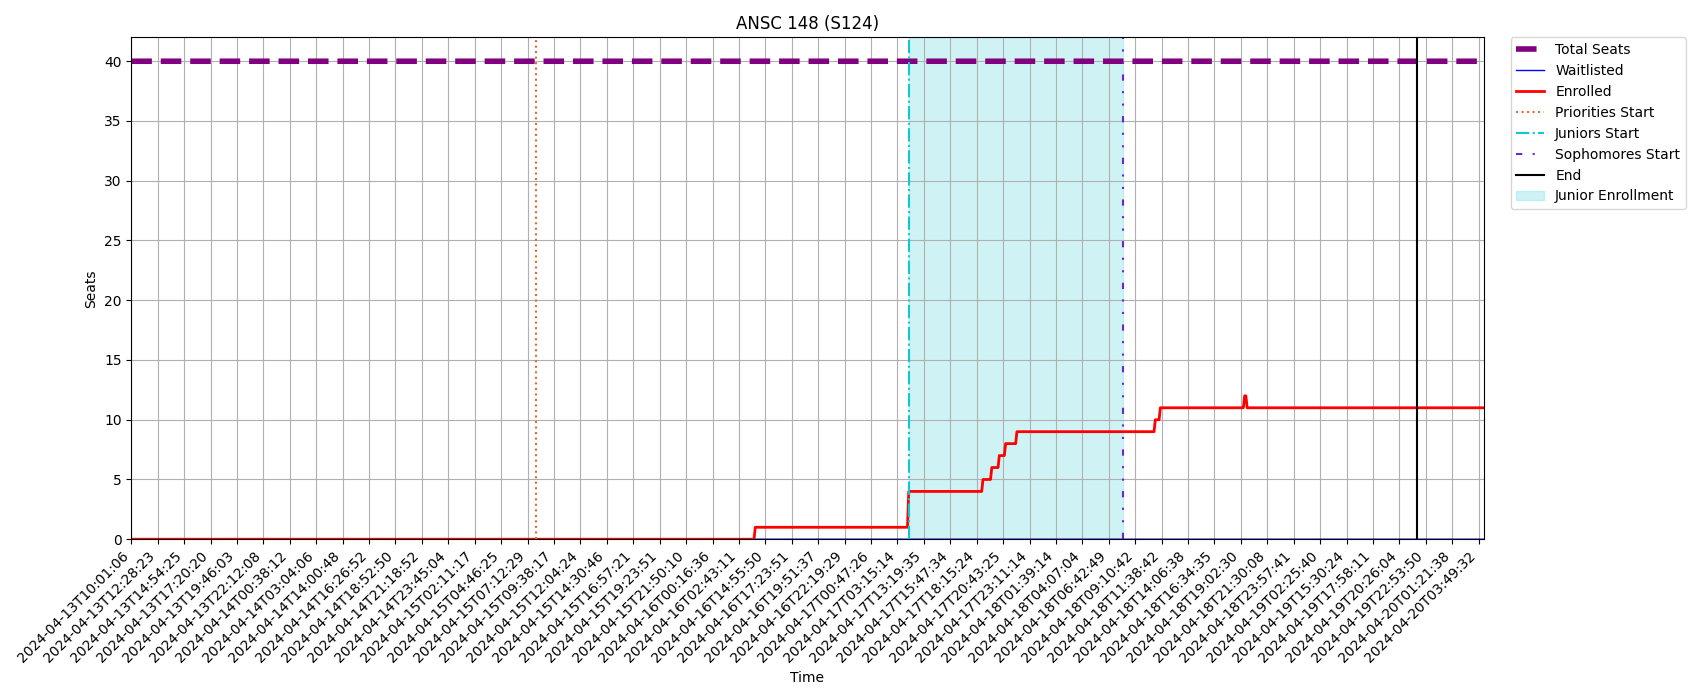 ANSC 148 (S124)
Total Seats
Waitlisted
Enrolled
Priorities Start
Juniors Start
Sophomores Start
End
Junior Enrollment
Seats
40
35
30
25
20
15
10
5
0
2024-04-13T10:01:06
2024-04-13T12:28:23
2024-04-13T14:54:25
2024-04-13T17:20:20
2024-04-13T19:46:03
2024-04-13T22:12:08
2024-04-14T00:38:12
2024-04-14T03:04:06
2024-04-14T14:00:48
2024-04-14T16:26:52
2024-04-14T18:52:50
2024-04-14T21:18:52
2024-04-14T23:45:04
2024-04-15T02:11:17
2024-04-15T04:46:25
2024-04-15T07:12:29
2024-04-15T09:38:17
2024-04-15T12:04:24
2024-04-15T14:30:46
2024-04-15T16:57:21
2024-04-15T19:23:51
2024-04-15T21:50:10
2024-04-16T00:16:36
2024-04-16T02:43:11
2024-04-16T14:55:50
2024-04-16T17:23:51
2024-04-16T19:51:37
2024-04-16T22:19:29
2024-04-17T00:47:26
2024-04-17T03:15:14
2024-04-17T13:19:35
2024-04-17T15:47:34
2024-04-17T18:15:24
2024-04-17T20:43:25
2024-04-17T23:11:14
2024-04-18T01:39:14
2024-04-18T04:07:04
2024-04-18T06:42:49
2024-04-18T09:10:42
2024-04-18T11:38:42
2024-04-18T14:06:38
2024-04-18T16:34:35
2024-04-18T19:02:30
2024-04-18T21:30:08
2024-04-18T23:57:41
2024-04-19T02:25:40
2024-04-19T15:30:24
2024-04-19T17:58:11
2024-04-19T20:26:04
2024-04-19T22:53:50
2024-04-20T01:21:38
2024-04-20T03:49:32
Time